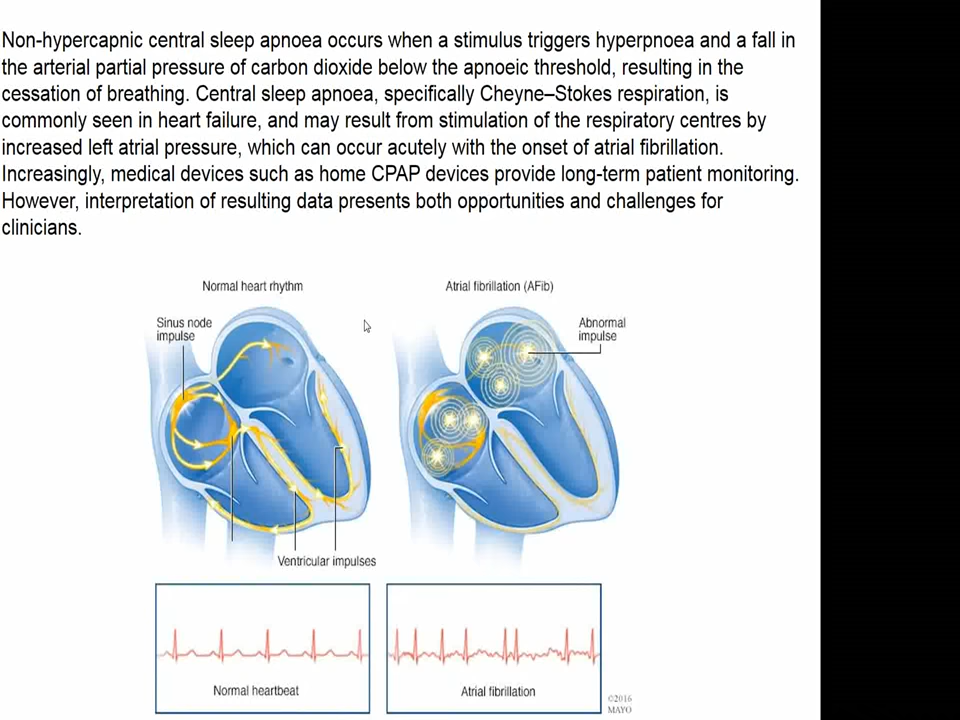 Non-hypercapnic central sleep apnoea occurs when a stimulus triggers hyperpnoea and a fall in
the arterial partial pressure of carbon dioxide below the apnoeic threshold, resulting in the
cessation of breathing. Central sleep apnoea, specifically Cheyne–Stokes respiration, is
commonly seen in heart failure, and may result from stimulation of the respiratory centres by
increased left atrial pressure, which can occur acutely with the onset of atrial fibrillation.
Increasingly, medical devices such as home CPAP devices provide long-term patient monitoring.
However, interpretation of resulting data presents both opportunities and challenges for
clinicians.
Normal heart rhythm
Atrial fibrillation (AFib)
Sinus node
impulse
Abnormal
impulse
Ventricular impulses
Normal heartbeat
Atrial fibrillation
©2016
MAYO